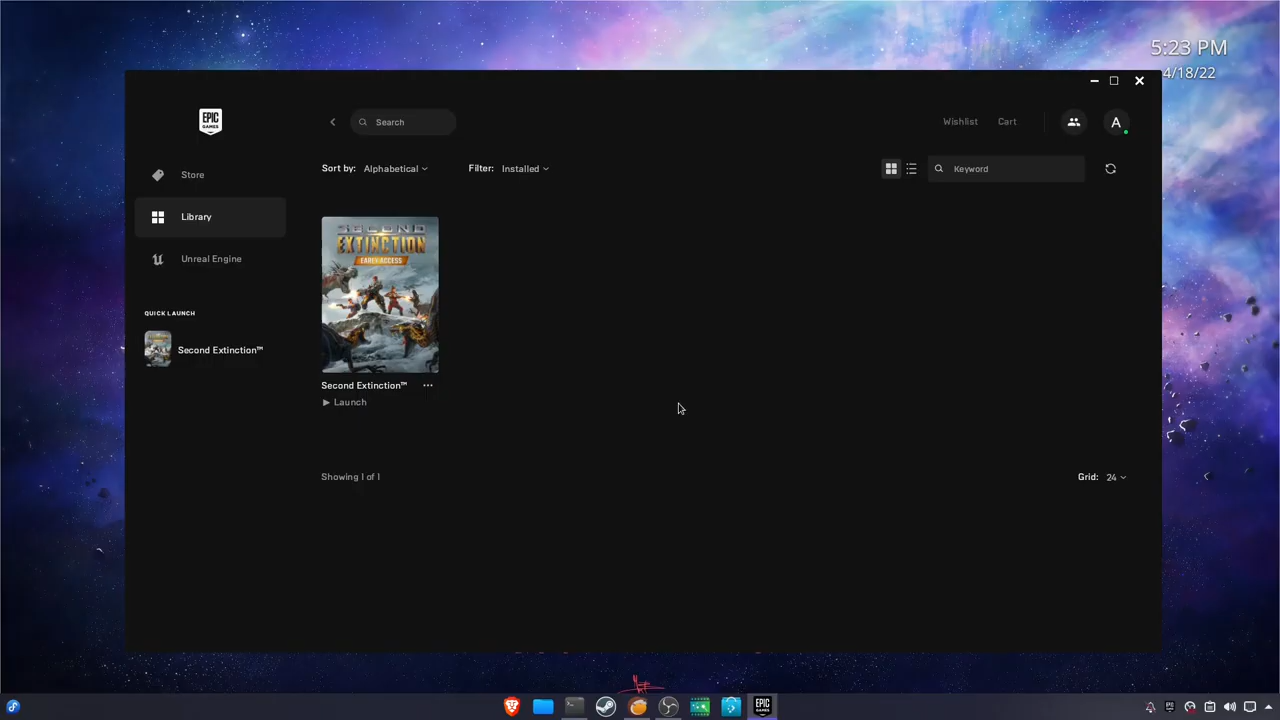 5:23 PM
4/18/22
EPIC
GAMES
Search
Wishlist
Cart
A
Store
Sort by: Alphabetical
Filter: Installed
Keyword
Library
Unreal Engine
SECOND
EXTINCTION
EARLY ACCESS
QUICK LAUNCH
Second Extinction™
Second Extinction™
Launch
Showing 1 of 1
Grid: 24
EPIC
GAMES